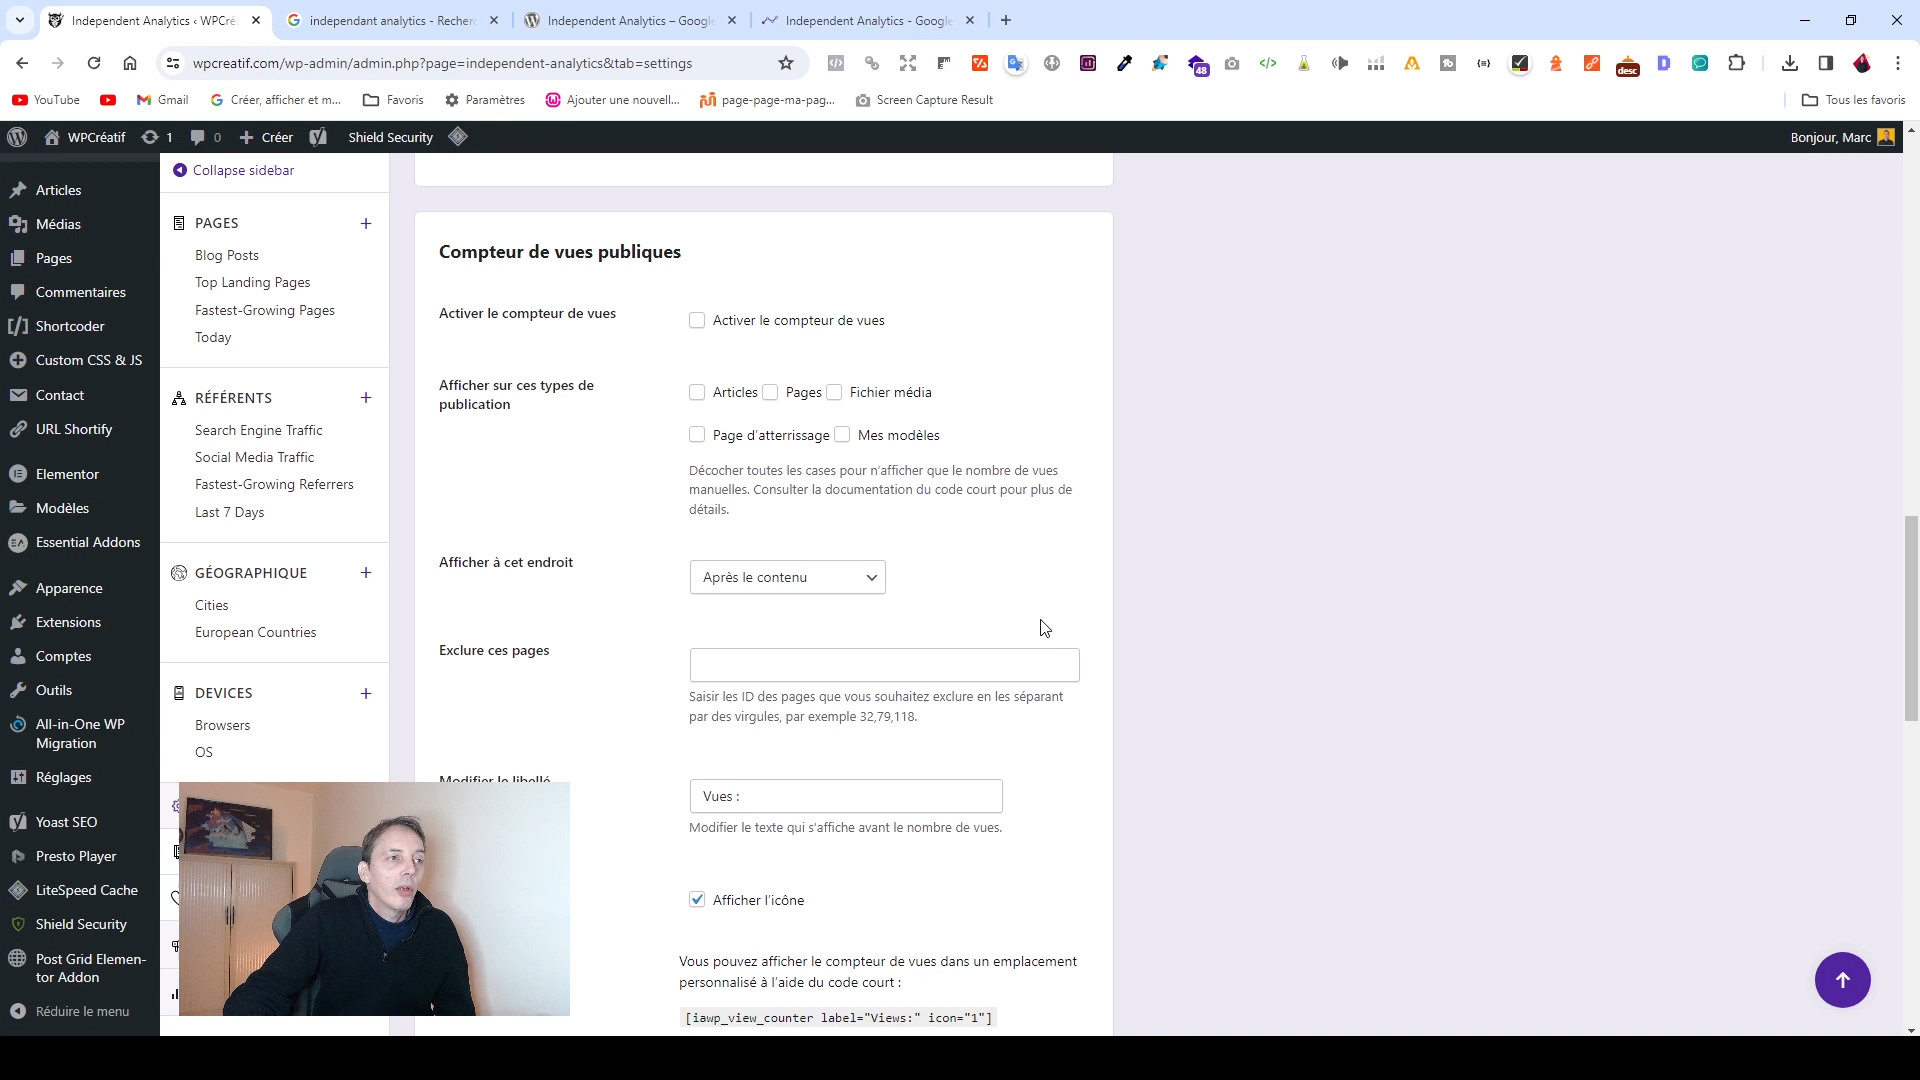 Independent Analytics ‹ WPCré
independant analytics - Recher
Independent Analytics – Google
Independent Analytics - Google
wpcreatif.com/wp-admin/admin.php?page=independent-analytics&tab=settings
48
desc
YouTube
Gmail
Créer, afficher et m...
Favoris
Paramètres
Ajouter une nouvell...
page-page-ma-pag...
Screen Capture Result
Tous les favoris
WPCréatif
1
0
Créer
Shield Security
Bonjour, Marc
Articles
Médias
Pages
Commentaires
Shortcoder
Custom CSS & JS
Contact
URL Shortify
Elementor
Modèles
Essential Addons
Apparence
Extensions
Comptes
Outils
All-in-One WP
Migration
Réglages
Yoast SEO
Presto Player
LiteSpeed Cache
Shield Security
Post Grid Elemen-
tor Addon
Réduire le menu
Collapse sidebar
PAGES
Blog Posts
Top Landing Pages
Fastest-Growing Pages
Today
RÉFÉRENTS
Search Engine Traffic
Social Media Traffic
Fastest-Growing Referrers
Last 7 Days
GÉOGRAPHIQUE
Cities
European Countries
DEVICES
Browsers
OS
Compteur de vues publiques
Activer le compteur de vues
Activer le compteur de vues
Afficher sur ces types de
publication
Articles
Pages
Fichier média
Page d'atterrissage
Mes modèles
Décocher toutes les cases pour n'afficher que le nombre de vues
manuelles. Consulter la documentation du code court pour plus de
détails.
Afficher à cet endroit
Après le contenu
Exclure ces pages
Saisir les ID des pages que vous souhaitez exclure en les séparant
par des virgules, par exemple 32,79,118.
Modifier le libellé
Vues :
Modifier le texte qui s'affiche avant le nombre de vues.
Afficher l'icône
Vous pouvez afficher le compteur de vues dans un emplacement
personnalisé à l'aide du code court :
[iawp_view_counter label="Views:" icon="1"]